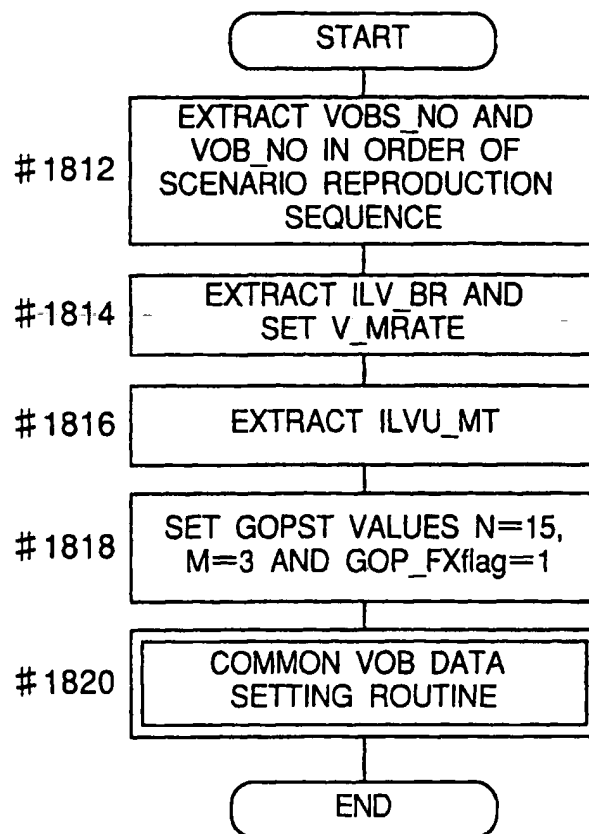 START
#1812
EXTRACT VOBS_NO AND
VOB_NO IN ORDER OF
SCENARIO REPRODUCTION
SEQUENCE
#1814
EXTRACT ILV_BR AND
SET V_MRATE
#1816
EXTRACT ILVU_MT
#1818
SET GOPST VALUES N=15,
M=3 AND GOP_FXflag=1
#1820
COMMON VOB DATA
SETTING ROUTINE
END